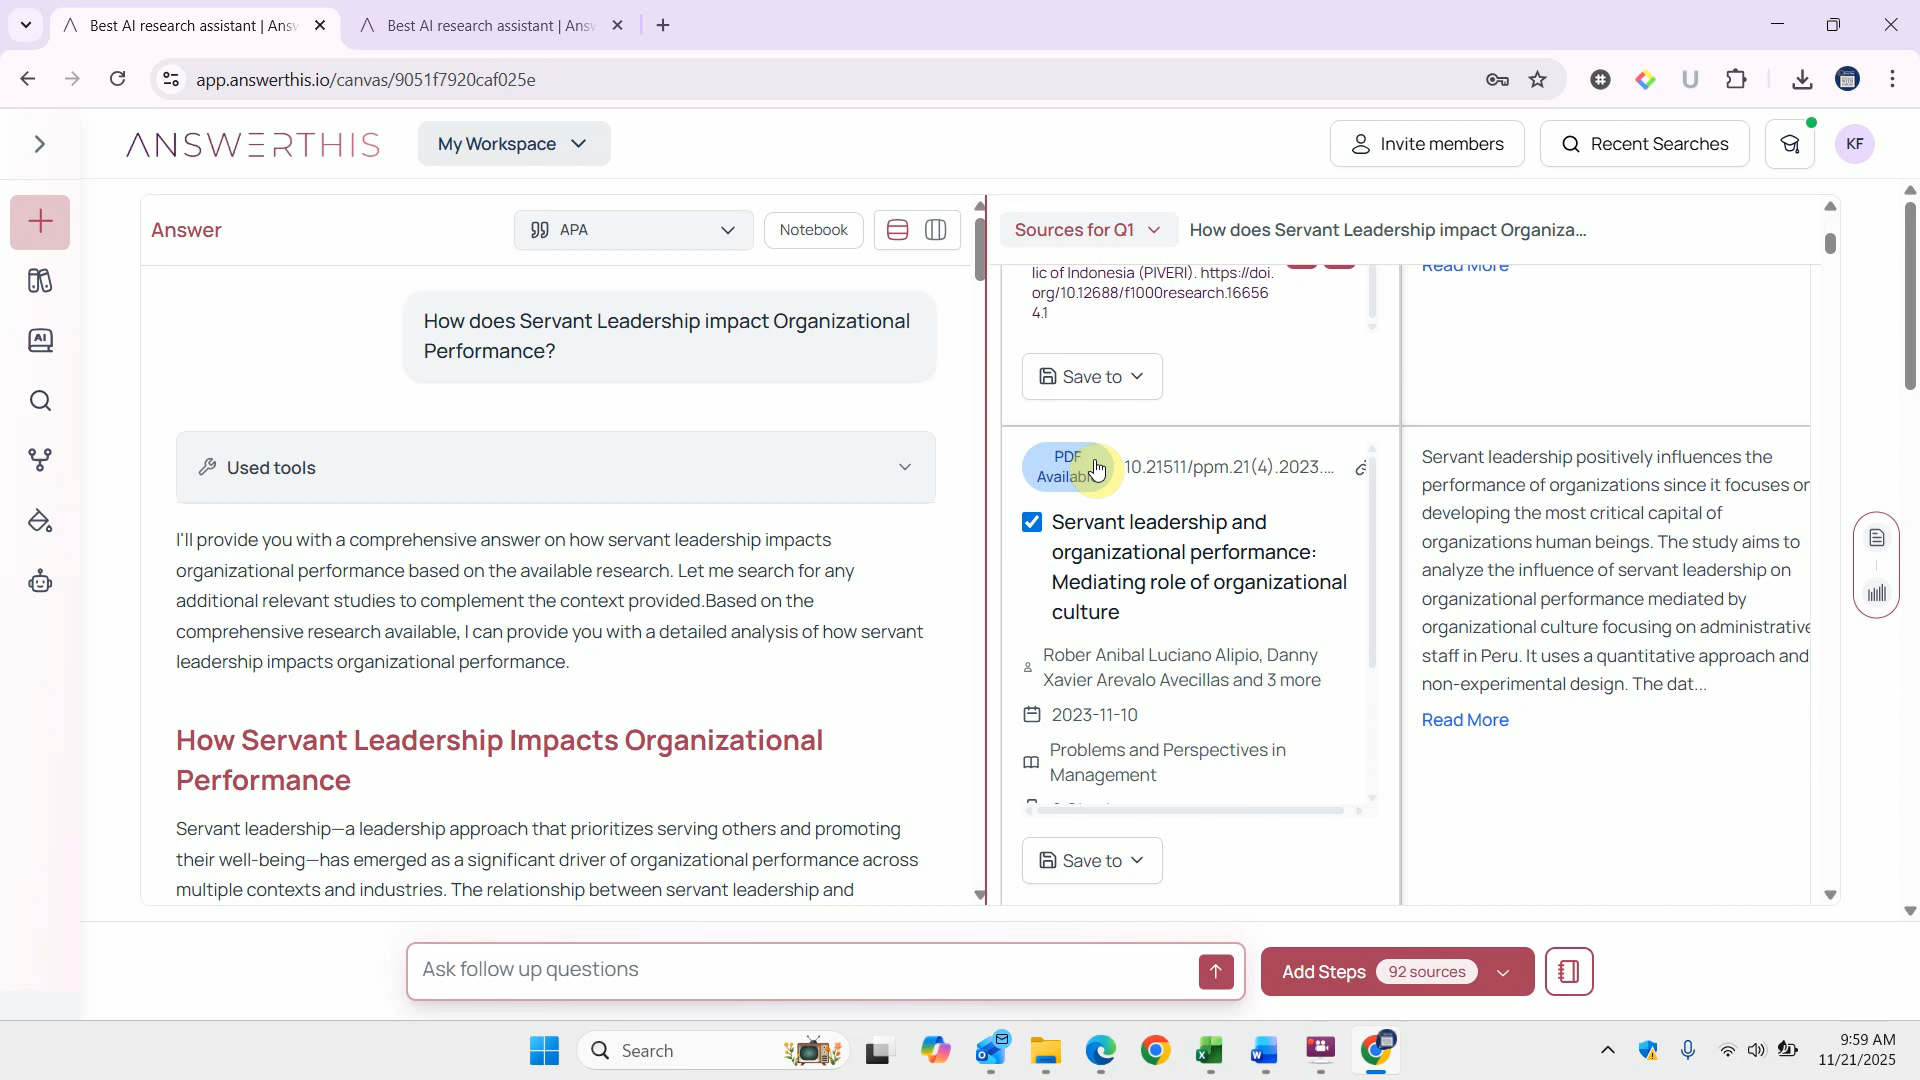 Best AI research assistant | Ans
Best AI research assistant | Ans
app.answerthis.io/canvas/9051f7920caf025e
ANSWERTHIS
My Workspace
Invite members
Recent Searches
KF
Answer
APA
Notebook
Sources for Q1
How does Servant Leadership impact Organiza...
How does Servant Leadership impact Organizational
Performance?
Used tools
I'll provide you with a comprehensive answer on how servant leadership impacts
organizational performance based on the available research. Let me search for any
additional relevant studies to complement the context provided.Based on the
comprehensive research available, I can provide you with a detailed analysis of how servant
leadership impacts organizational performance.
How Servant Leadership Impacts Organizational
Performance
Servant leadership—a leadership approach that prioritizes serving others and promoting
their well-being—has emerged as a significant driver of organizational performance across
multiple contexts and industries. The relationship between servant leadership and
lic of Indonesia (PIVERI). https://doi.
org/10.12688/f1000research.16656
4.1
Save to
Read More
PDF
Available
10.21511/ppm.21(4).2023....
Servant leadership and
organizational performance:
Mediating role of organizational
culture
Rober Anibal Luciano Alipio, Danny
Xavier Arevalo Avecillas and 3 more
2023-11-10
Problems and Perspectives in
Management
Save to
Servant leadership positively influences the
performance of organizations since it focuses on
developing the most critical capital of
organizations human beings. The study aims to
analyze the influence of servant leadership on
organizational performance mediated by
organizational culture focusing on administrative
staff in Peru. It uses a quantitative approach and
non-experimental design. The dat...
Read More
AI
Ask follow up questions
Add Steps
92 sources
Search
9:59 AM
11/21/2025